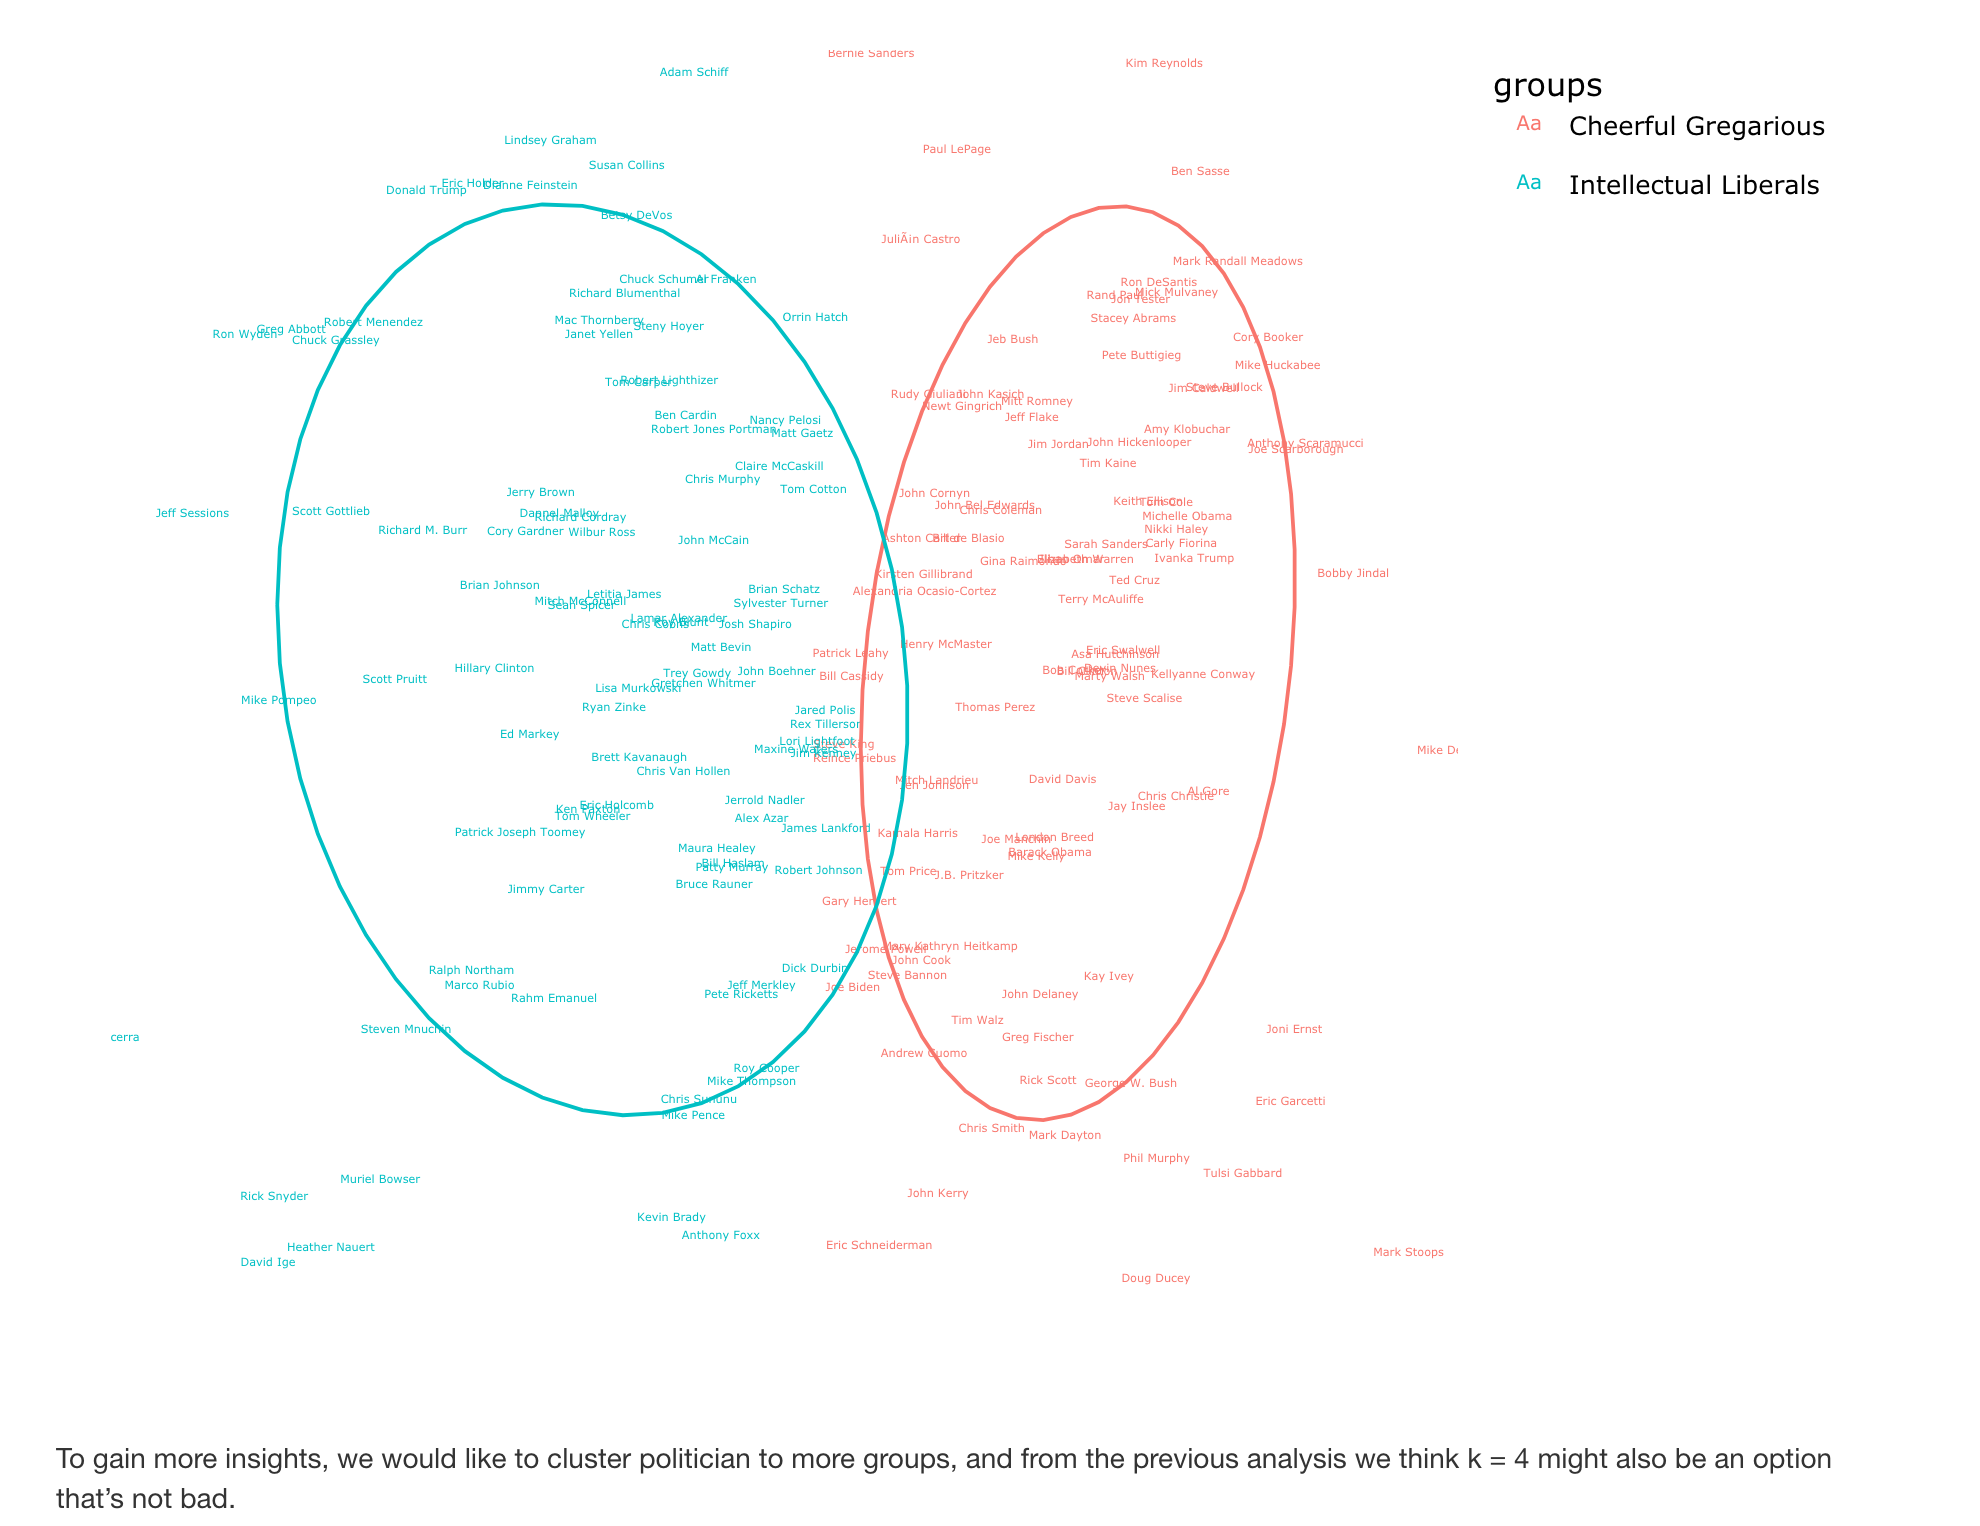 Bernie Sanders
Kim Reynolds
Adam Schiff
groups
Aa Cheerful Gregarious
Aa Intellectual Liberals
Lindsey Graham
Paul LePage
Susan Collins
Ben Sasse
Eric Holder
Dianne Feinstein
Donald Trump
Betsy DeVos
JuliÃin Castro
Mark Randall Meadows
Chuck Schumer
Al Franken
Ron DeSantis
Richard Blumenthal
Mick Mulvaney
Rand Paul
Jon Tester
Orrin Hatch
Stacey Abrams
Mac Thornberry
Robert Menendez
Steny Hoyer
Greg Abbott
Ron Wyden
Janet Yellen
Chuck Grassley
Jeb Bush
Cory Booker
Pete Buttigieg
Mike Huckabee
Robert Lighthizer
Tom Carper
Steve Bullock
Jim Caldwell
Rudy Giuliani
John Kasich
Mitt Romney
Newt Gingrich
Ben Cardin
Jeff Flake
Nancy Pelosi
Robert Jones Portman
Amy Klobuchar
Matt Gaetz
Jim Jordan
John Hickenlooper
Anthony Scaramucci
Joe Scarborough
Claire McCaskill
Tim Kaine
Chris Murphy
Tom Cotton
Jerry Brown
John Cornyn
Keith Ellison
Tom Cole
John Bel Edwards
Chris Coleman
Jeff Sessions
Scott Gottlieb
Dannel Malloy
Richard Cordray
Michelle Obama
Richard M. Burr
Cory Gardner
Wilbur Ross
Nikki Haley
John McCain
Ashton Carter
Bill de Blasio
Sarah Sanders
Carly Fiorina
Gina Raimondo
Elizabeth Warren
Ivanka Trump
Kirsten Gillibrand
Bobby Jindal
Ted Cruz
Brian Johnson
Brian Schatz
Alexandria Ocasio-Cortez
Letitia James
Mitch McConnell
Sean Spicer
Sylvester Turner
Terry McAuliffe
Lamar Alexander
Roy Blunt
Josh Shapiro
Matt Bevin
Henry McMaster
Patrick Leahy
Eric Swalwell
Asa Hutchinson
Hillary Clinton
Trey Gowdy
John Boehner
Bill Cassidy
Devin Nunes
Marty Walsh
Kellyanne Conway
Scott Pruitt
Gretchen Whitmer
Lisa Murkowski
Mike Pompeo
Steve Scalise
Ryan Zinke
Jared Polis
Thomas Perez
Rex Tillerson
Ed Markey
Lori Lightfoot
Steve King
Maxine Waters
Jim Kenney
Mike De
Brett Kavanaugh
Reince Priebus
Chris Van Hollen
Mitch Landrieu
Jeh Johnson
David Davis
Al Gore
Chris Christie
Jerrold Nadler
Eric Holcomb
Ken Paxton
Jay Inslee
Tom Wheeler
Alex Azar
James Lankford
Patrick Joseph Toomey
Kamala Harris
Joe Manchin
London Breed
Maura Healey
Barack Obama
Mike Kelly
Bill Haslam
Patty Murray
Robert Johnson
Tom Price
J.B. Pritzker
Bruce Rauner
Jimmy Carter
Gary Herbert
Jerome Powell
Mary Kathryn Heitkamp
John Cook
Ralph Northam
Dick Durbin
Steve Bannon
Kay Ivey
Marco Rubio
Jeff Merkley
Joe Biden
Rahm Emanuel
Pete Ricketts
John Delaney
Tim Walz
Steven Mnuchin
Joni Ernst
cerra
Greg Fischer
Andrew Cuomo
Roy Cooper
Mike Thompson
Rick Scott
George W. Bush
Chris Sununu
Eric Garcetti
Mike Pence
Chris Smith
Mark Dayton
Phil Murphy
Tulsi Gabbard
Muriel Bowser
Rick Snyder
John Kerry
Kevin Brady
Anthony Foxx
Heather Nauert
Eric Schneiderman
Mark Stoops
David Ige
Doug Ducey
To gain more insights, we would like to cluster politician to more groups, and from the previous analysis we think k = 4 might also be an option
that’s not bad.